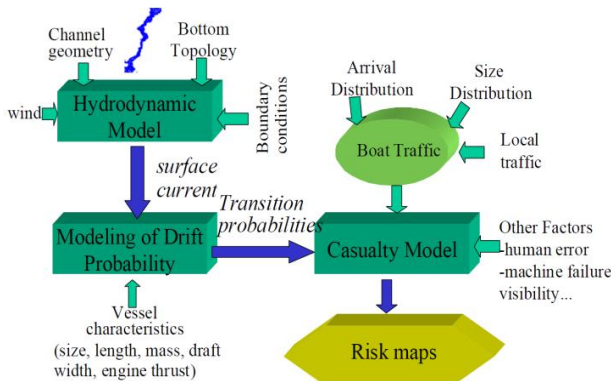 Channel
geometry
Bottom
Topology
wind
Hydrodynamic
Model
Boundary
conditions
Arrival
Distribution
Size
Distribution
Boat Traffic
Local
traffic
surface
current
Transition
probabilities
Modeling of Drift
Probability
Casualty Model
Other Factors
-human error
-machine failure
visibility...
Vessel
characteristics
(size, length, mass, draft
width, engine thrust)
Risk maps